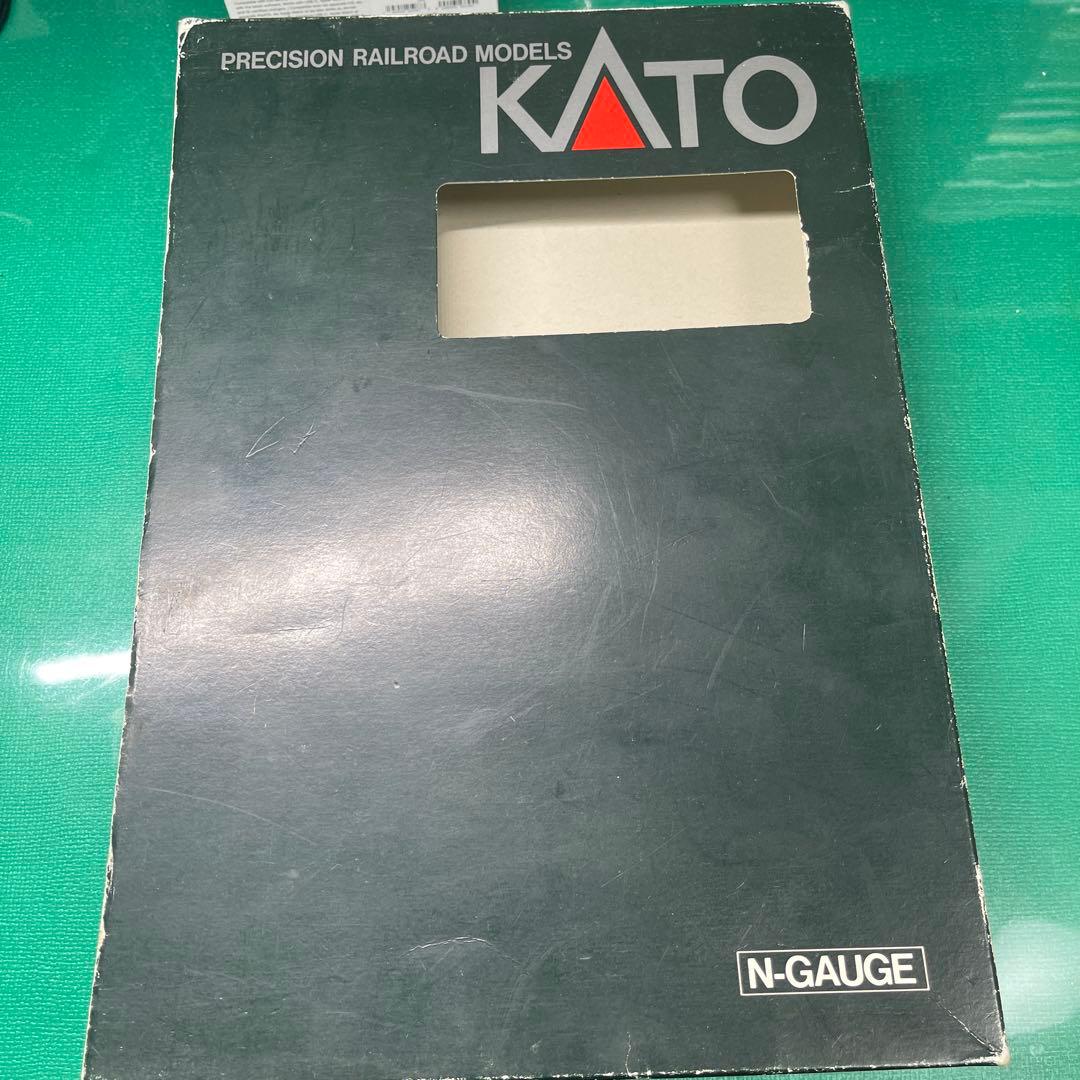 PRECISION RAILROAD MODELS
KATO
N-GAUGE